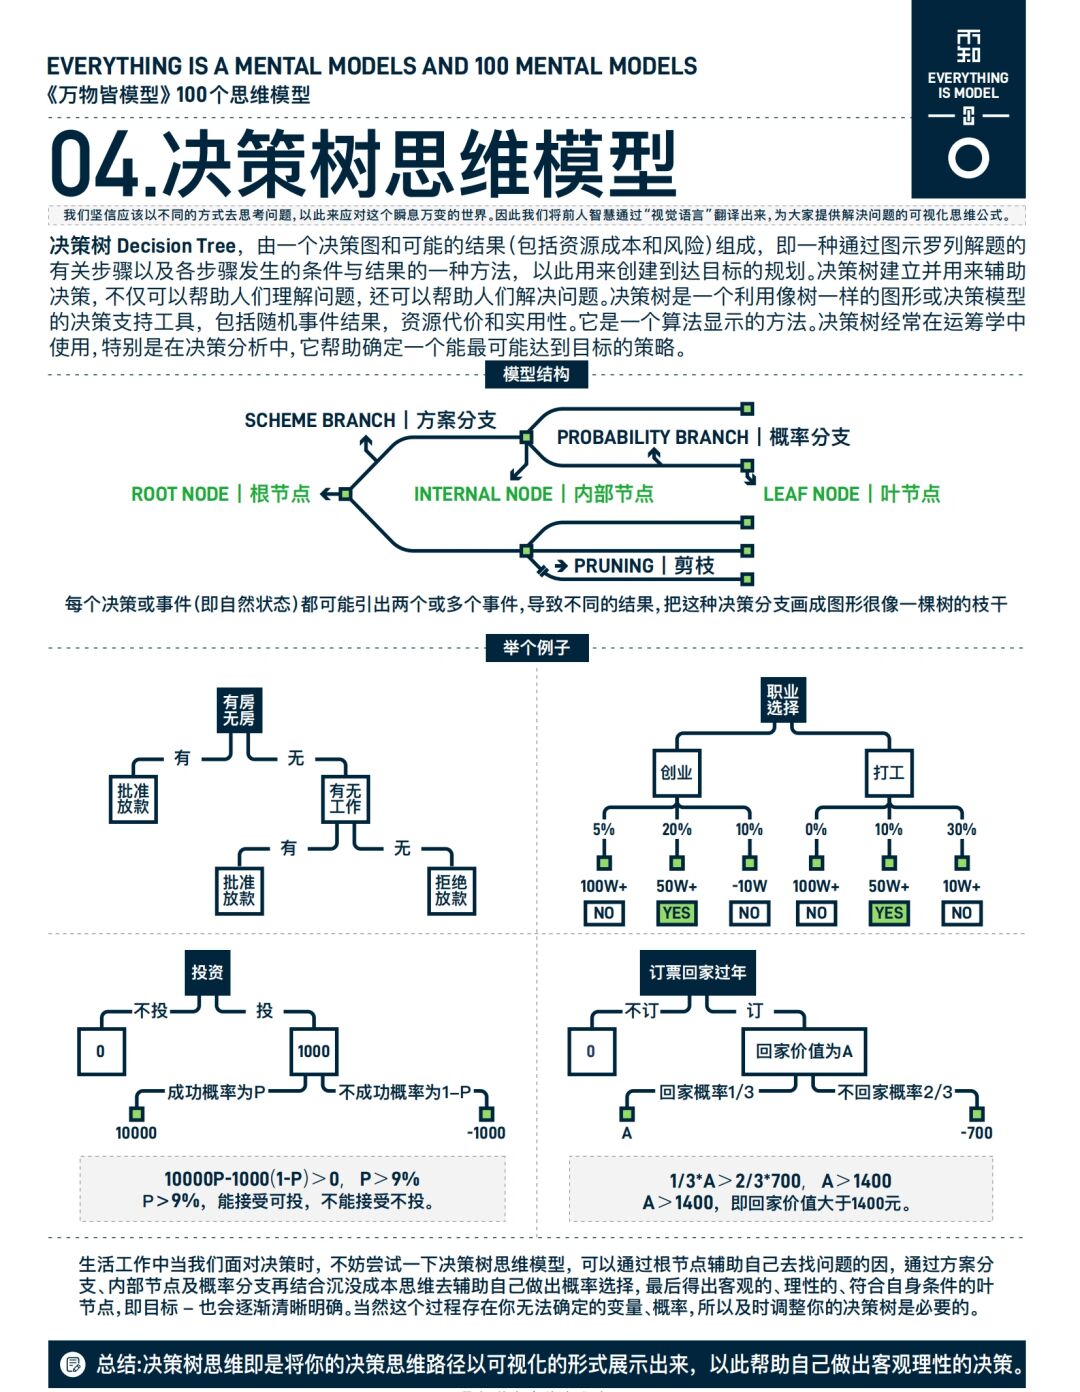 雨知
EVERYTHING
IS MODEL
EVERYTHING IS A MENTAL MODELS AND 100 MENTAL MODELS
《万物皆模型》100个思维模型
04.决策树思维模型
我们坚信应该以不同的方式去思考问题,以此来应对这个瞬息万变的世界。因此我们将前人智慧通过“视觉语言”翻译出来,为大家提供解决问题的可视化思维公式。
决策树 Decision Tree，由一个决策图和可能的结果(包括资源成本和风险)组成，即一种通过图示罗列解题的
有关步骤以及各步骤发生的条件与结果的一种方法，以此用来创建到达目标的规划。决策树建立并用来辅助
决策，不仅可以帮助人们理解问题，还可以帮助人们解决问题。决策树是一个利用像树一样的图形或决策模型
的决策支持工具，包括随机事件结果，资源代价和实用性。它是一个算法显示的方法。决策树经常在运筹学中
使用,特别是在决策分析中,它帮助确定一个能最可能达到目标的策略。
模型结构
SCHEME BRANCH | 方案分支
PROBABILITY BRANCH | 概率分支
ROOT NODE | 根节点
INTERNAL NODE | 内部节点
LEAF NODE | 叶节点
PRUNING | 剪枝
每个决策或事件(即自然状态)都可能引出两个或多个事件,导致不同的结果,把这种决策分支画成图形很像一棵树的枝干
举个例子
有房
无房
有
无
批准
放款
有无
工作
有
无
批准
放款
拒绝
放款
职业
选择
创业
打工
5%
20%
10%
0%
10%
30%
100W+
50W+
-10W
100W+
50W+
10W+
NO
YES
NO
NO
YES
NO
投资
不投
投
0
1000
成功概率为P
不成功概率为1-P
10000
-1000
10000P-1000(1-P)>0，P>9%
P>9%，能接受可投，不能接受不投。
订票回家过年
不订
订
0
回家价值为A
回家概率1/3
不回家概率2/3
A
-700
1/3*A>2/3*700，A>1400
A>1400，即回家价值大于1400元。
生活工作中当我们面对决策时，不妨尝试一下决策树思维模型，可以通过根节点辅助自己去找问题的因，通过方案分
支、内部节点及概率分支再结合沉没成本思维去辅助自己做出概率选择，最后得出客观的、理性的、符合自身条件的叶
节点,即目标 – 也会逐渐清晰明确。当然这个过程存在你无法确定的变量、概率,所以及时调整你的决策树是必要的。
总结:决策树思维即是将你的决策思维路径以可视化的形式展示出来，以此帮助自己做出客观理性的决策。